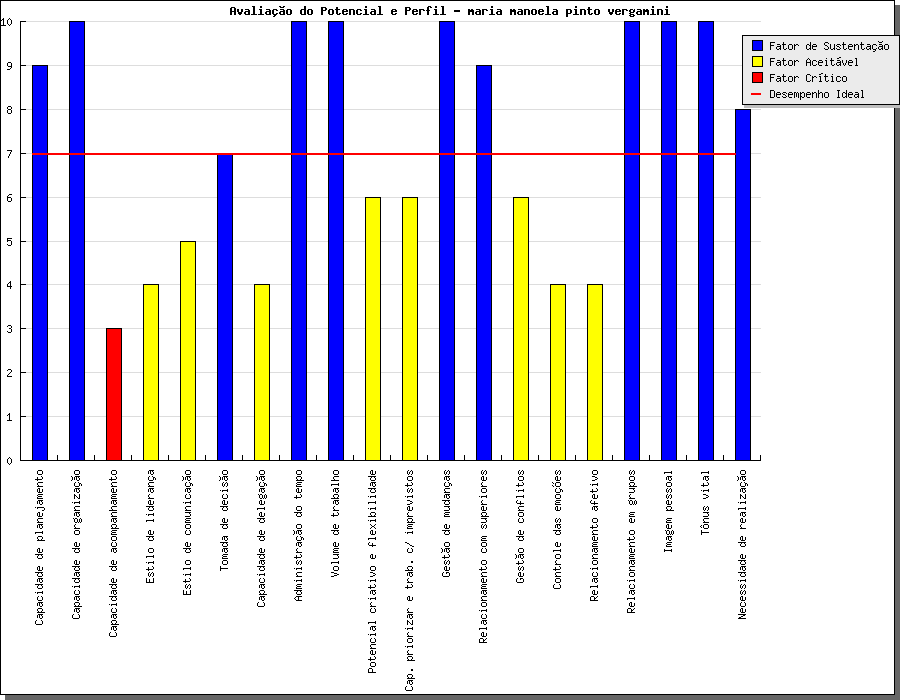 Avaliação do Potencial e Perfil - maria manoela pinto vergamini
Fator de Sustentação
Fator Aceitável
Fator Crítico
Desempenho Ideal
10
9
8
7
6
5
4
3
2
1
0
Capacidade de planejamento
Capacidade de organização
Capacidade de acompanhamento
Estilo de liderança
Estilo de comunicação
Tomada de decisão
Capacidade de delegação
Administração do tempo
Volume de trabalho
Potencial criativo e flexibilidade
Cap. priorizar e trab. c/ imprevistos
Gestão de mudanças
Relacionamento com superiores
Gestão de conflitos
Controle das emoções
Relacionamento afetivo
Relacionamento em grupos
Imagem pessoal
Tônus vital
Necessidade de realização